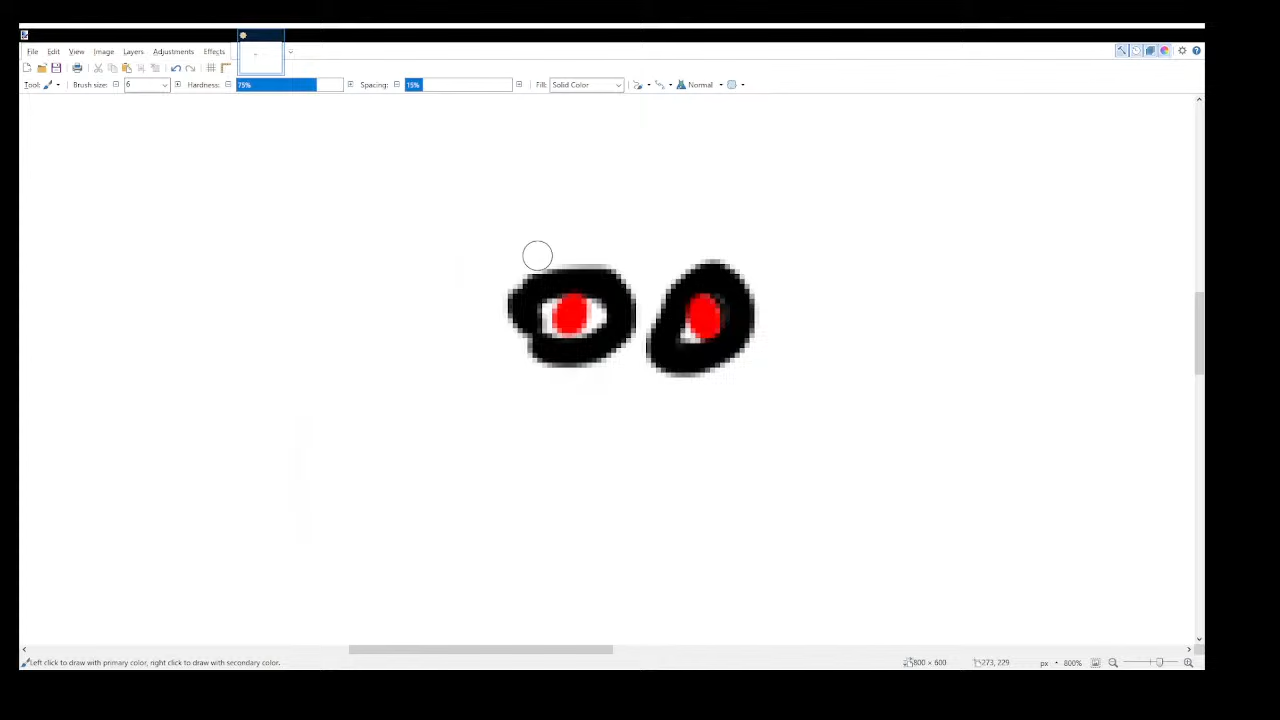 File Edit View Image Layers Adjustments Effects
Tool: Brush size: 6 Hardness: 75% Spacing: 15% Fill: Solid Color Normal
Left click to draw with primary color, right click to draw with secondary color. 800 × 600 273, 229 px 800%